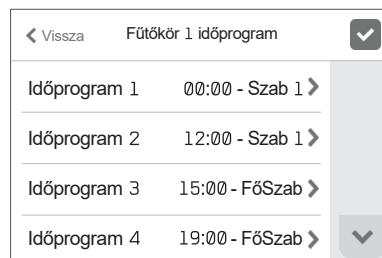 Vissza Fűtőkör 1 időprogram
Időprogram 1 00:00 - Szab 1
Időprogram 2 12:00 - Szab 1
Időprogram 3 15:00 - FőSzab
Időprogram 4 19:00 - FőSzab